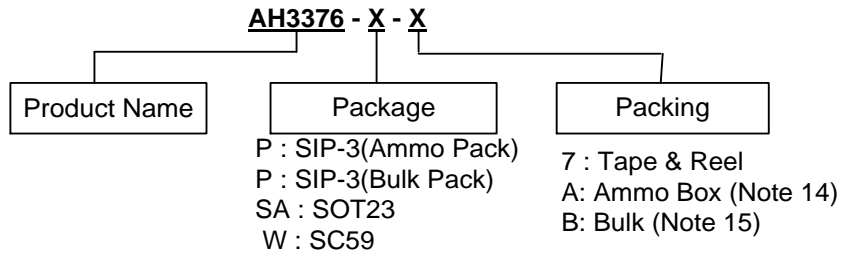 AH3376 - X - X
Product Name
Package
Packing
P : SIP-3(Ammo Pack)
P : SIP-3(Bulk Pack)
SA : SOT23
W : SC59
7 : Tape & Reel
A: Ammo Box (Note 14)
B: Bulk (Note 15)